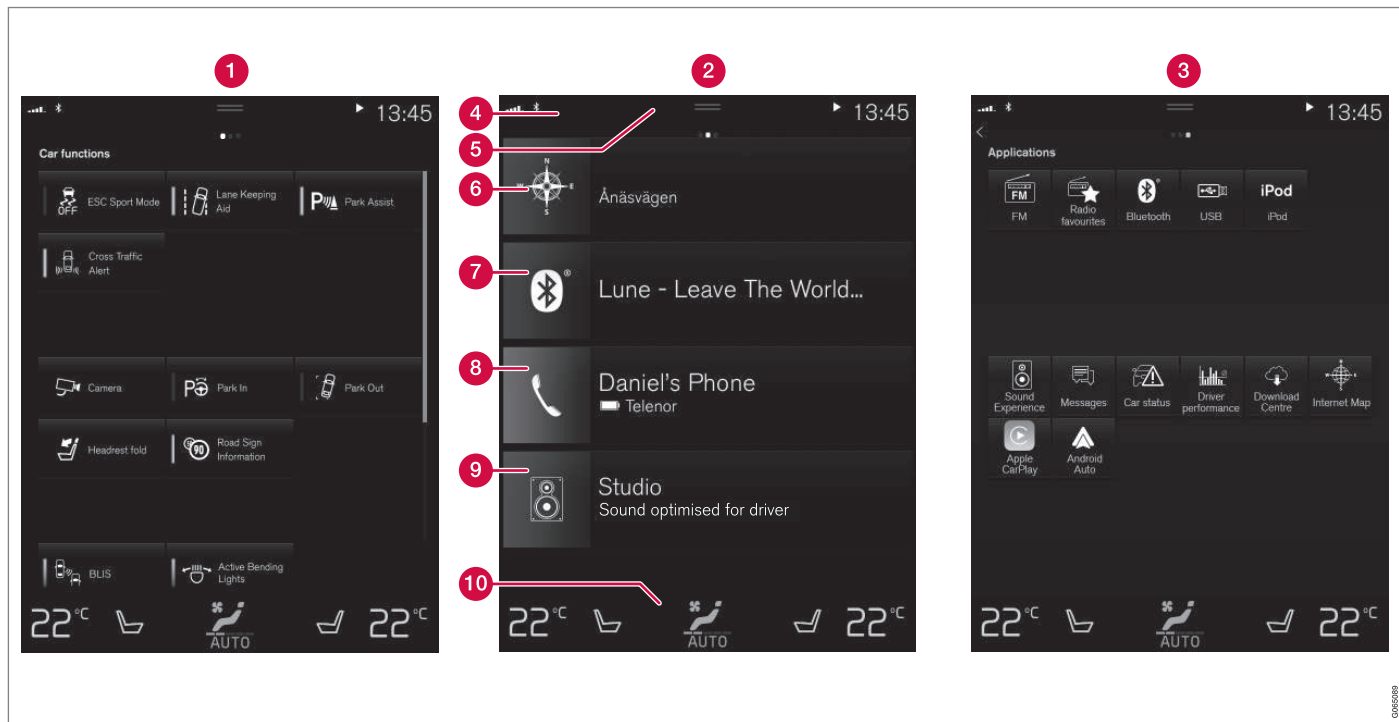 1
2
3
13:45
Car functions
OFF
ESC Sport Mode
Lane Keeping
Aid
P
Park Assist
Cross Traffic
Alert
Camera
P
Park In
Park Out
Headrest fold
90
Road Sign
Information
BLIS
Active Bending
Lights
22°C
AUTO
22°C
4
5
6
7
8
9
10
13:45
N
W
E
S
Ånäsvägen
®
Lune - Leave The World...
Daniel's Phone
Telenor
Studio
Sound optimised for driver
22°C
AUTO
22°C
13:45
Applications
FM
FM
Radio
favourites
Bluetooth
USB
iPod
iPod
Sound
Experience
Messages
Car status
Driver
performance
Download
Centre
Internet Map
Apple
CarPlay
Android
Auto
22°C
AUTO
22°C
G065089